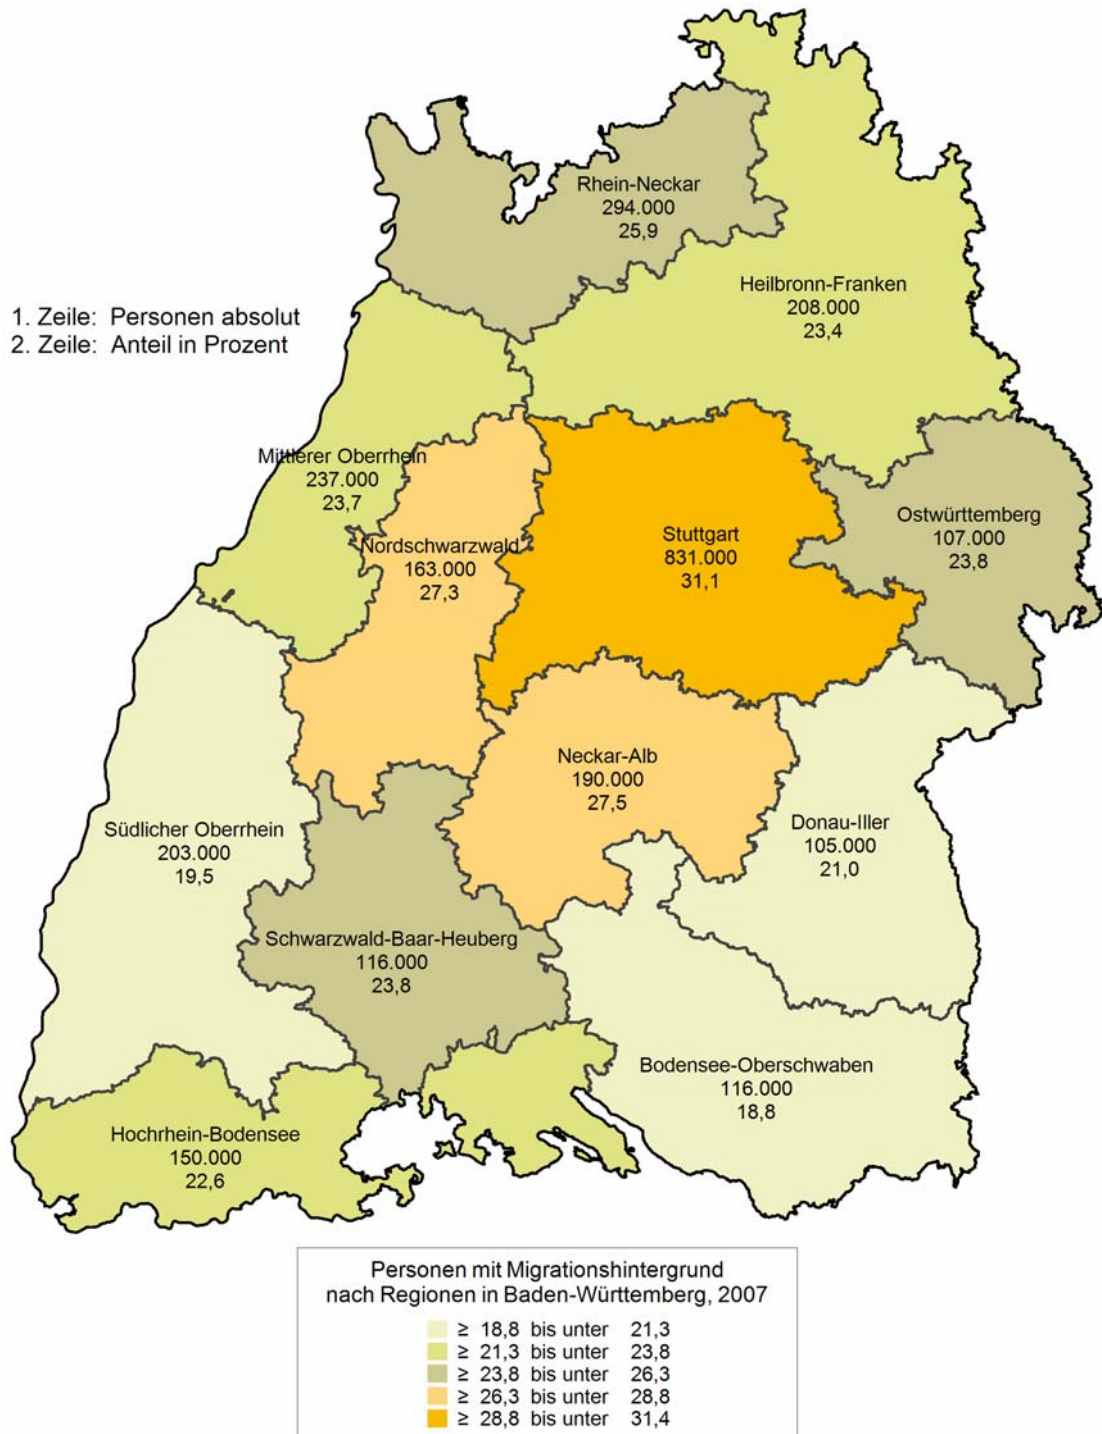 Rhein-Neckar
294.000
25,9
Heilbronn-Franken
208.000
23,4
1. Zeile: Personen absolut
2. Zeile: Anteil in Prozent
Mittlerer Oberrhein
237.000
23,7
Nordschwarzwald
163.000
27,3
Stuttgart
831.000
31,1
Ostwürttemberg
107.000
23,8
Neckar-Alb
190.000
27,5
Donau-Iller
105.000
21,0
Südlicher Oberrhein
203.000
19,5
Schwarzwald-Baar-Heuberg
116.000
23,8
Bodensee-Oberschwaben
116.000
18,8
Hochrhein-Bodensee
150.000
22,6
Personen mit Migrationshintergrund
nach Regionen in Baden-Württemberg, 2007
≥ 18,8 bis unter 21,3
≥ 21,3 bis unter 23,8
≥ 23,8 bis unter 26,3
≥ 26,3 bis unter 28,8
≥ 28,8 bis unter 31,4